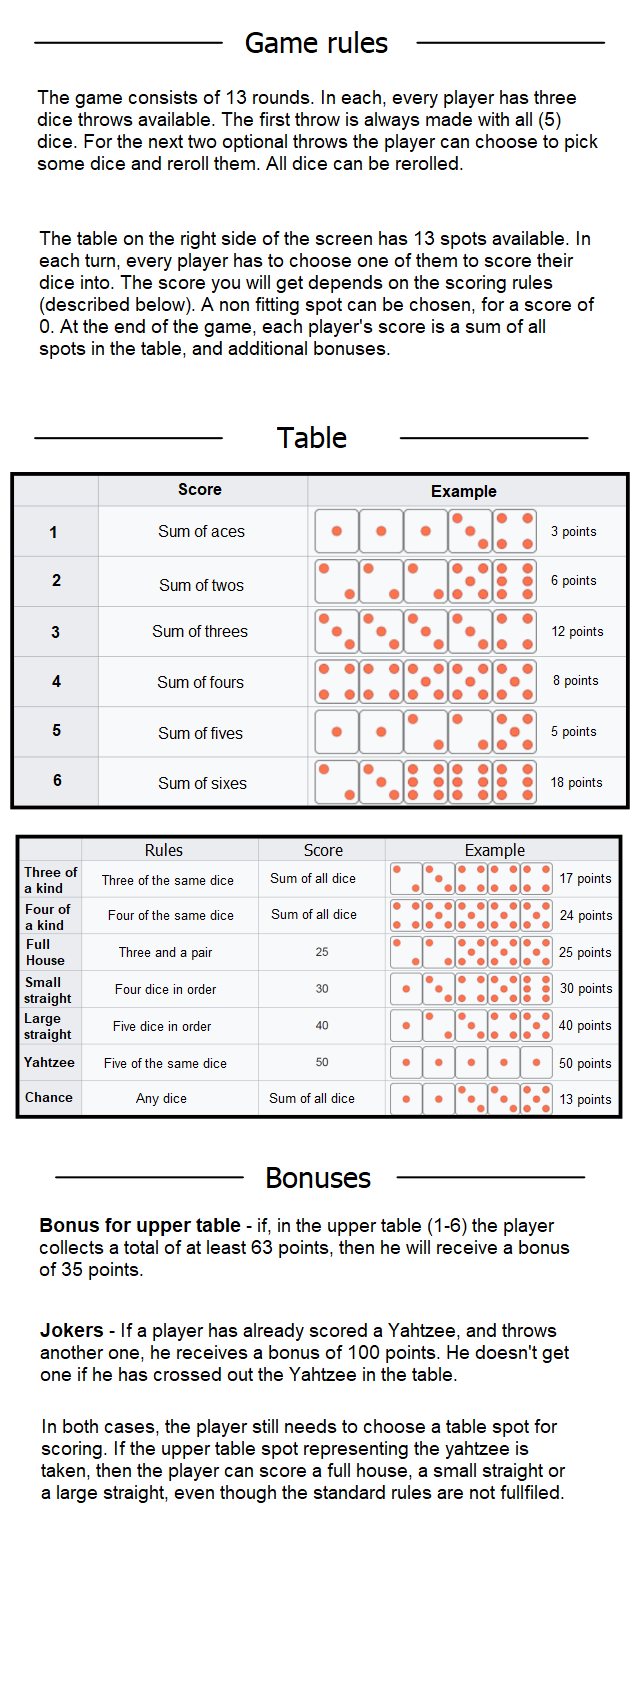 Game rules
The game consists of 13 rounds. In each, every player has three
dice throws available. The first throw is always made with all (5)
dice. For the next two optional throws the player can choose to pick
some dice and reroll them. All dice can be rerolled.
The table on the right side of the screen has 13 spots available. In
each turn, every player has to choose one of them to score their
dice into. The score you will get depends on the scoring rules
(described below). A non fitting spot can be chosen, for a score of
0. At the end of the game, each player's score is a sum of all
spots in the table, and additional bonuses.
Table
Score Example
1 Sum of aces 3 points
2 Sum of twos 6 points
3 Sum of threes 12 points
4 Sum of fours 8 points
5 Sum of fives 5 points
6 Sum of sixes 18 points
Rules Score Example
Three of
a kind Three of the same dice Sum of all dice 17 points
Four of
a kind Four of the same dice Sum of all dice 24 points
Full
House Three and a pair 25 25 points
Small
straight Four dice in order 30 30 points
Large
straight Five dice in order 40 40 points
Yahtzee Five of the same dice 50 50 points
Chance Any dice Sum of all dice 13 points
Bonuses
Bonus for upper table - if, in the upper table (1-6) the player
collects a total of at least 63 points, then he will receive a bonus
of 35 points.
Jokers - If a player has already scored a Yahtzee, and throws
another one, he receives a bonus of 100 points. He doesn't get
one if he has crossed out the Yahtzee in the table.
In both cases, the player still needs to choose a table spot for
scoring. If the upper table spot representing the yahtzee is
taken, then the player can score a full house, a small straight or
a large straight, even though the standard rules are not fullfiled.